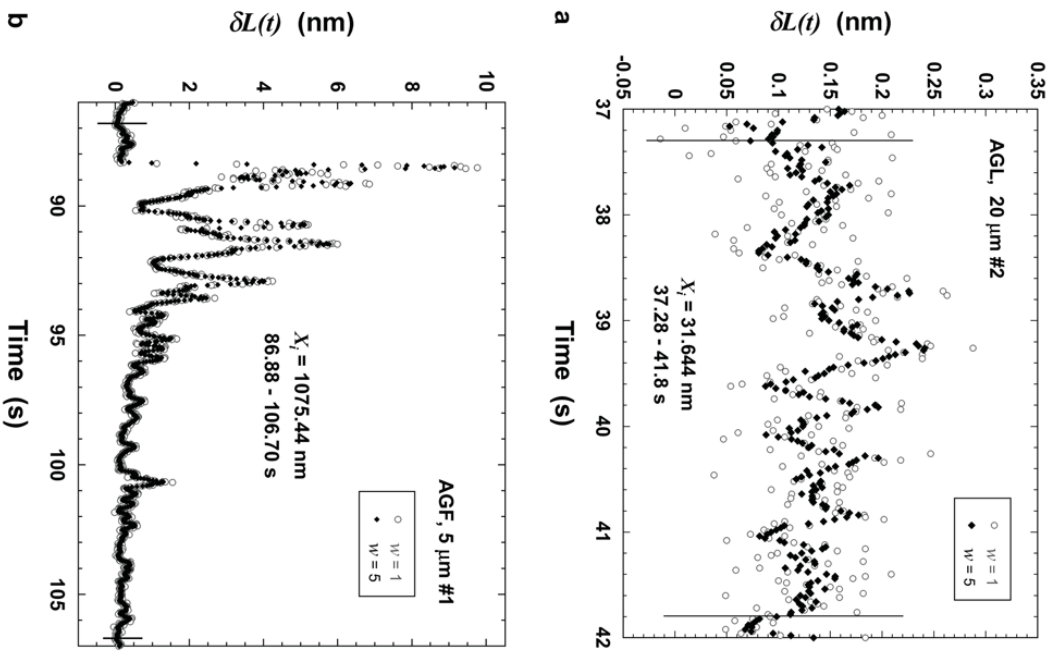 a
δL(t) (nm)
0.35
0.3
0.25
0.2
0.15
0.1
0.05
0
-0.05
AGL, 20 μm #2
w = 1
w = 5
X_i = 31.644 nm
37.28 - 41.8 s
37
38
39
40
41
42
Time (s)
b
δL(t) (nm)
10
8
6
4
2
0
AGF, 5 μm #1
w = 1
w = 5
X_i = 1075.44 nm
86.88 - 106.70 s
90
95
100
105
Time (s)